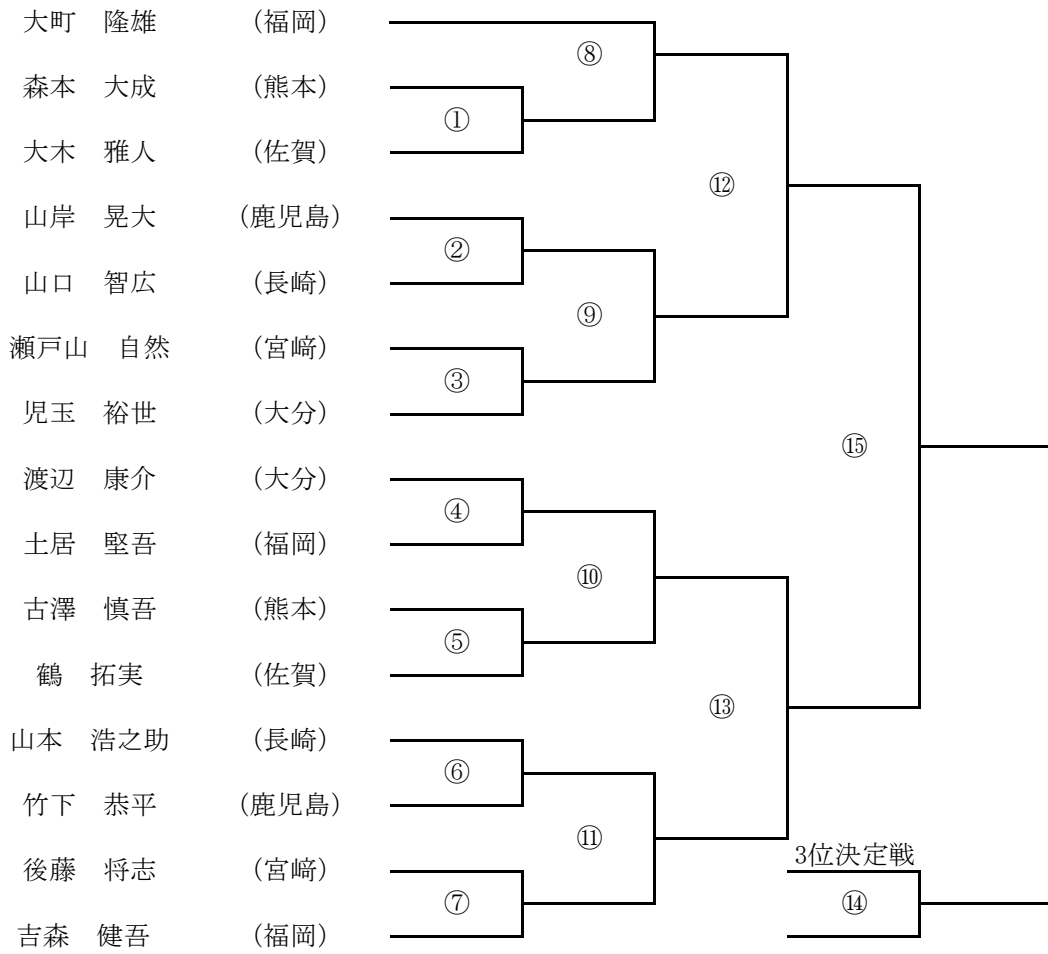 大町　隆雄　(福岡)
⑧
森本　大成　(熊本)
①
大木　雅人　(佐賀)
⑫
山岸　晃大　(鹿児島)
②
山口　智広　(長崎)
⑨
瀬戸山　自然　(宮﨑)
③
児玉　裕世　(大分)
⑮
渡辺　康介　(大分)
④
土居　堅吾　(福岡)
⑩
古澤　慎吾　(熊本)
⑤
鶴　拓実　(佐賀)
⑬
山本　浩之助　(長崎)
⑥
竹下　恭平　(鹿児島)
⑪
3位決定戦
後藤　将志　(宮﨑)
⑦
⑭
吉森　健吾　(福岡)